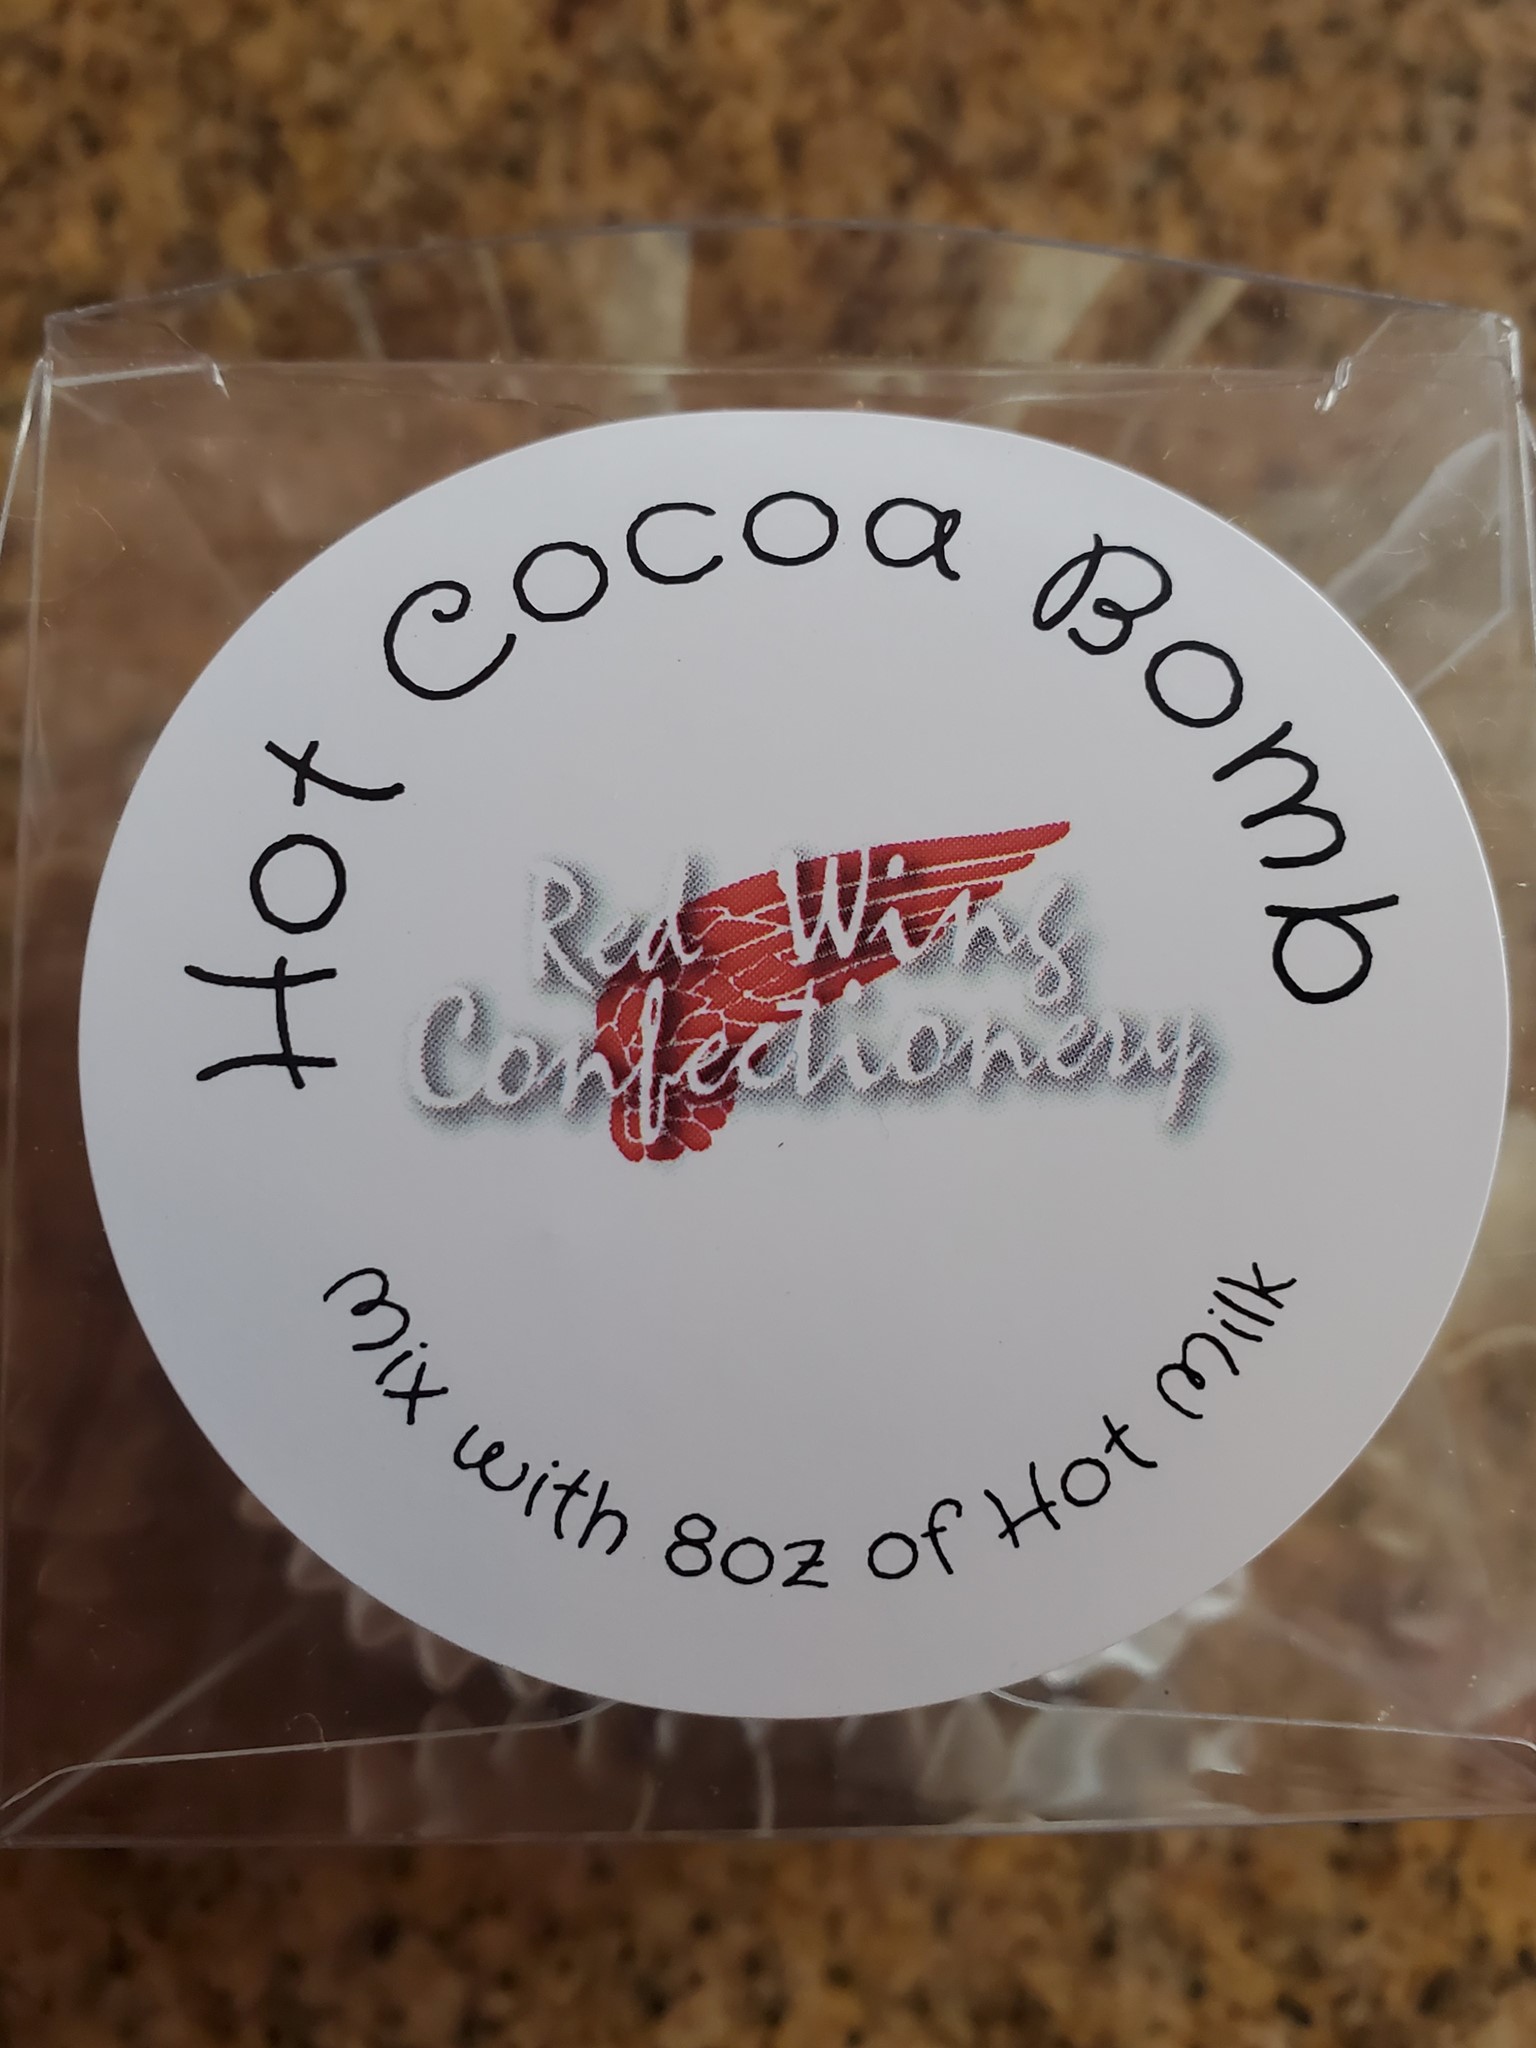 Hot Cocoa Bomb
Red Wing
Confectionery
Mix with 8oz of Hot Milk